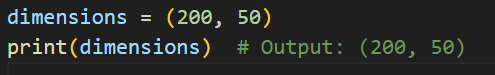 dimensions = (200, 50)
print(dimensions)  # Output: (200, 50)